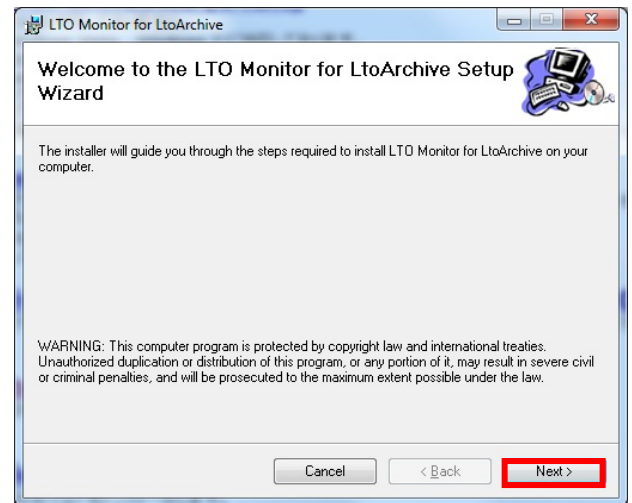 LTO Monitor for LtoArchive
Welcome to the LTO Monitor for LtoArchive Setup
Wizard
The installer will guide you through the steps required to install LTO Monitor for LtoArchive on your
computer.
WARNING: This computer program is protected by copyright law and international treaties.
Unauthorized duplication or distribution of this program, or any portion of it, may result in severe civil
or criminal penalties, and will be prosecuted to the maximum extent possible under the law.
Cancel
< Back
Next >